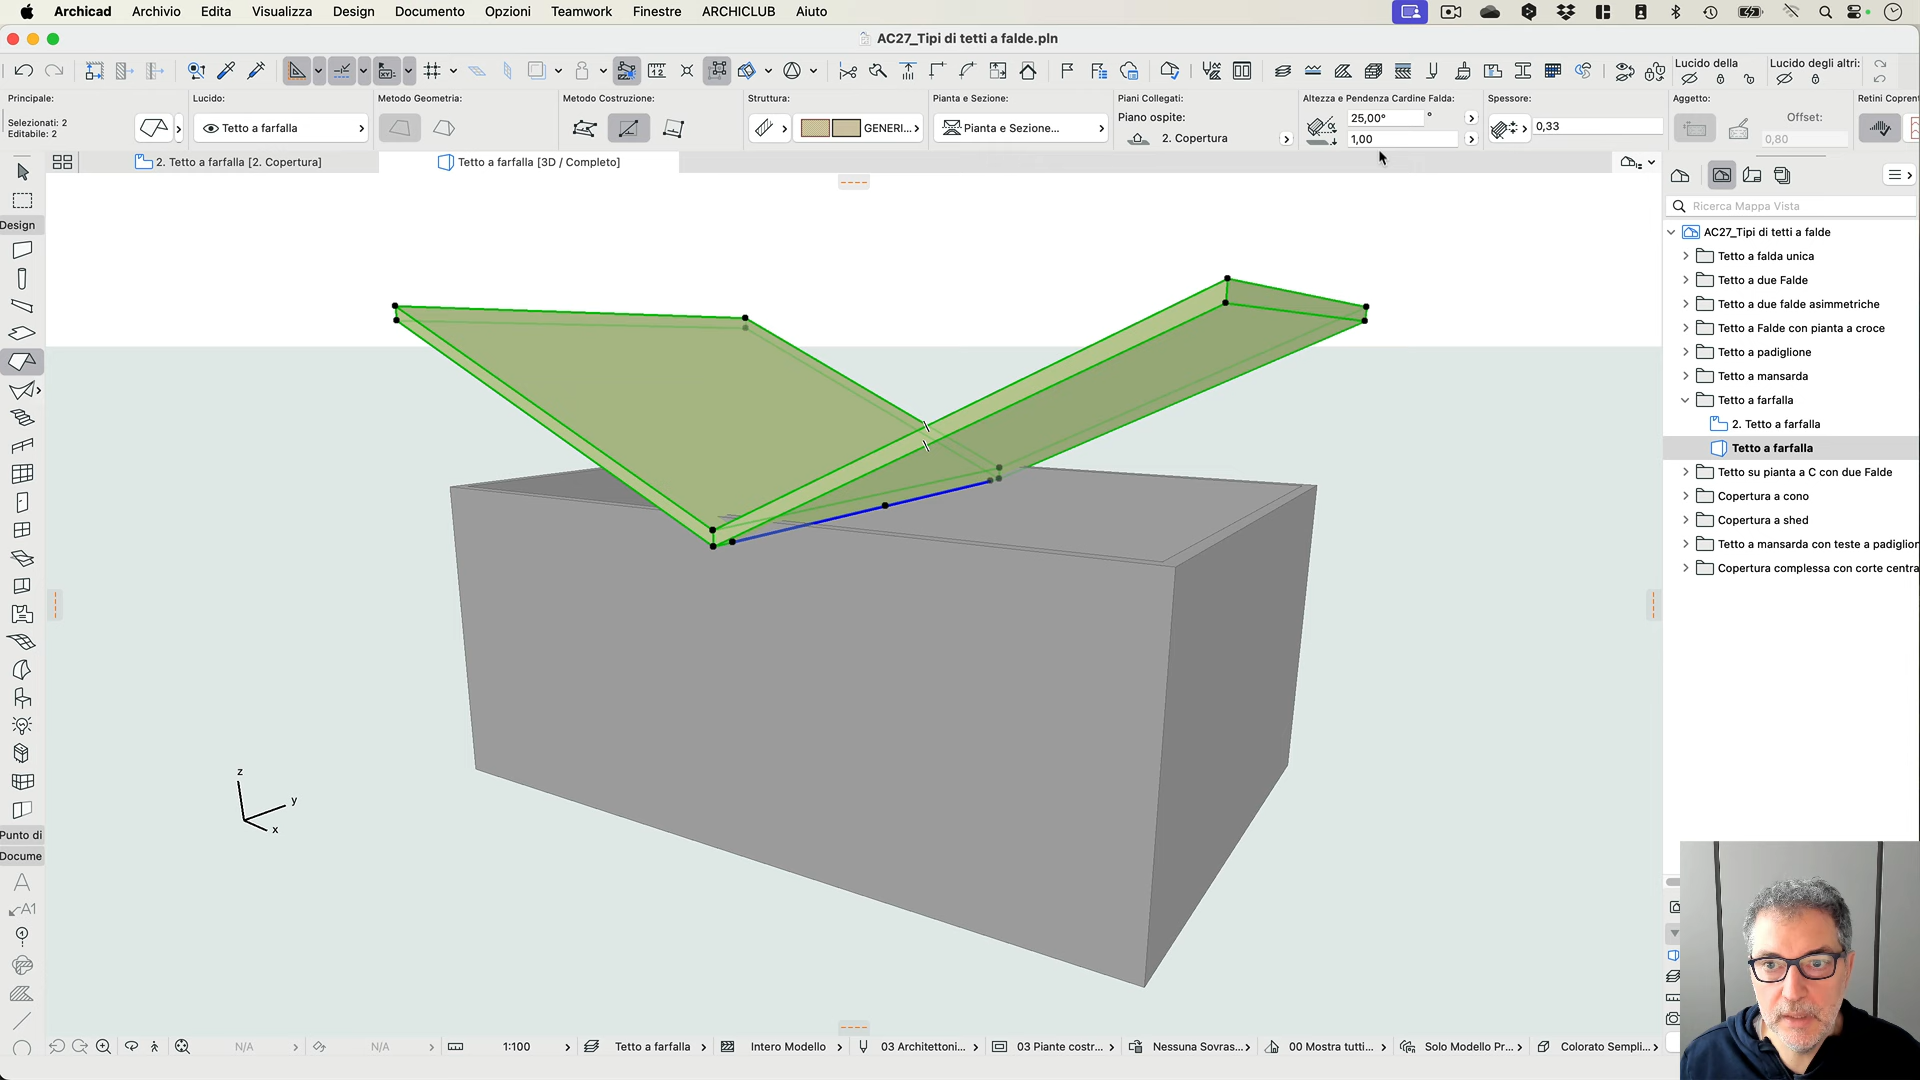 Archicad Archivio Edita Visualizza Design Documento Opzioni Teamwork Finestre ARCHICLUB Aiuto
AC27_Tipi di tetti a falde.pln
Lucido della
Lucido degli altri:
Principale:
Lucido:
Metodo Geometria:
Metodo Costruzione:
Struttura:
Pianta e Sezione:
Piani Collegati:
Altezza e Pendenza Cardine Falda:
Spessore:
Aggetto:
Retini Copren
Selezionati: 2
Editabile: 2
Tetto a farfalla
GENERI...
Pianta e Sezione...
Piano ospite:
2. Copertura
25,00°
°
1,00
0,33
Offset:
0,80
2. Tetto a farfalla [2. Copertura]
Tetto a farfalla [3D / Completo]
Design
Punto di
Docume
A1
Ricerca Mappa Vista
AC27_Tipi di tetti a falde
Tetto a falda unica
Tetto a due Falde
Tetto a due falde asimmetriche
Tetto a Falde con pianta a croce
Tetto a padiglione
Tetto a mansarda
Tetto a farfalla
2. Tetto a farfalla
Tetto a farfalla
Tetto su pianta a C con due Falde
Copertura a cono
Copertura a shed
Tetto a mansarda con teste a padiglior
Copertura complessa con corte centra
z
y
x
N/A
N/A
1:100
Tetto a farfalla
Intero Modello
03 Architettoni...
03 Piante costr...
Nessuna Sovras...
00 Mostra tutti...
Solo Modello Pr...
Colorato Sempli...